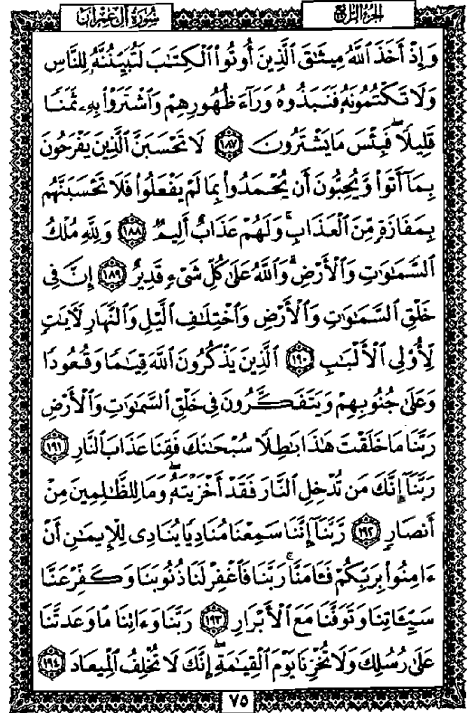 الجزء الرابع
سورة آل عمران
وَإِذْ أَخَذَ ٱللَّهُ مِيثَٰقَ ٱلَّذِينَ أُوتُوا۟ ٱلْكِتَٰبَ لَتُبَيِّنُنَّهُۥ لِلنَّاسِ
وَلَا تَكْتُمُونَهُۥ فَنَبَذُوهُ وَرَآءَ ظُهُورِهِمْ وَٱشْتَرَوْا۟ بِهِۦ ثَمَنًا
قَلِيلًا ۖ فَبِئْسَ مَا يَشْتَرُونَ ١٨٧ لَا تَحْسَبَنَّ ٱلَّذِينَ يَفْرَحُونَ
بِمَآ أَتَوا۟ وَّيُحِبُّونَ أَن يُحْمَدُوا۟ بِمَا لَمْ يَفْعَلُوا۟ فَلَا تَحْسَبَنَّهُم
بِمَفَازَةٍ مِّنَ ٱلْعَذَابِ ۖ وَلَهُمْ عَذَابٌ أَلِيمٌ ١٨٨ وَلِلَّهِ مُلْكُ
ٱلسَّمَٰوَٰتِ وَٱلْأَرْضِ ۗ وَٱللَّهُ عَلَىٰ كُلِّ شَىْءٍ قَدِيرٌ ١٨٩ إِنَّ فِى
خَلْقِ ٱلسَّمَٰوَٰتِ وَٱلْأَرْضِ وَٱخْتِلَٰفِ ٱلَّيْلِ وَٱلنَّهَارِ لَءَايَٰتٍ
لِّأُو۟لِى ٱلْأَلْبَٰبِ ١٩٠ ٱلَّذِينَ يَذْكُرُونَ ٱللَّهَ قِيَٰمًا وَقُعُودًا
وَعَلَىٰ جُنُوبِهِمْ وَيَتَفَكَّرُونَ فِى خَلْقِ ٱلسَّمَٰوَٰتِ وَٱلْأَرْضِ
رَبَّنَا مَا خَلَقْتَ هَٰذَا بَٰطِلًا سُبْحَٰنَكَ فَقِنَا عَذَابَ ٱلنَّارِ ١٩١
رَبَّنَآ إِنَّكَ مَن تُدْخِلِ ٱلنَّارَ فَقَدْ أَخْزَيْتَهُۥ ۖ وَمَا لِلظَّٰلِمِينَ مِنْ
أَنصَارٍ ١٩٢ رَّبَّنَآ إِنَّنَا سَمِعْنَا مُنَادِيًا يُنَادِى لِلْإِيمَٰنِ أَنْ
ءَامِنُوا۟ بِرَبِّكُمْ فَـَٔامَنَّا ۚ رَبَّنَا فَٱغْفِرْ لَنَا ذُنُوبَنَا وَكَفِّرْ عَنَّا
سَيِّـَٔاتِنَا وَتَوَفَّنَا مَعَ ٱلْأَبْرَارِ ١٩٣ رَبَّنَا وَءَاتِنَا مَا وَعَدتَّنَا
عَلَىٰ رُسُلِكَ وَلَا تُخْزِنَا يَوْمَ ٱلْقِيَٰمَةِ ۗ إِنَّكَ لَا تُخْلِفُ ٱلْمِيعَادَ ١٩٤
٧٥